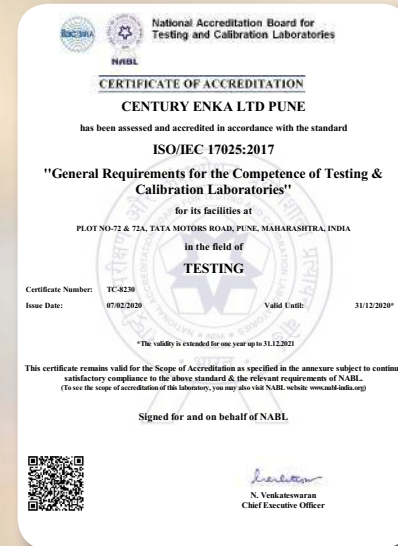 National Accreditation Board for
Testing and Calibration Laboratories
NABL
CERTIFICATE OF ACCREDITATION
CENTURY ENKA LTD PUNE
has been assessed and accredited in accordance with the standard
ISO/IEC 17025:2017
"General Requirements for the Competence of Testing &
Calibration Laboratories"
for its facilities at
PLOT NO-72 & 72A, TATA MOTORS ROAD, PUNE, MAHARASHTRA, INDIA
in the field of
TESTING
Certificate Number: TC-8230
Issue Date: 07/02/2020 Valid Until: 31/12/2020*
*The validity is extended for one year up to 31.12.2021
This certificate remains valid for the Scope of Accreditation as specified in the annexure subject to continu
satisfactory compliance to the above standard & the relevant requirements of NABL.
(To see the scope of accreditation of this laboratory, you may also visit NABL website www.nabl-india.org)
Signed for and on behalf of NABL
N. Venkateswaran
Chief Executive Officer